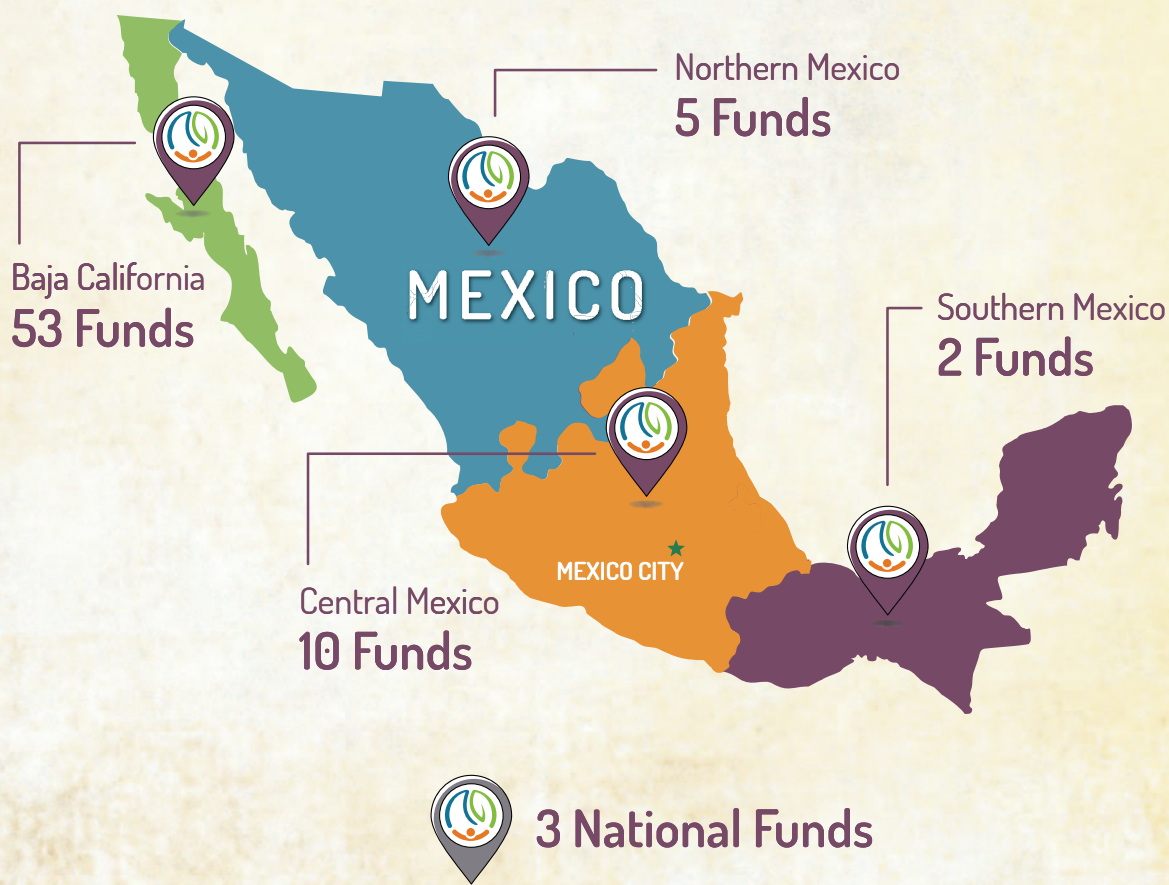 Northern Mexico
5 Funds
Baja California
53 Funds
MEXICO
Southern Mexico
2 Funds
MEXICO CITY
Central Mexico
10 Funds
3 National Funds